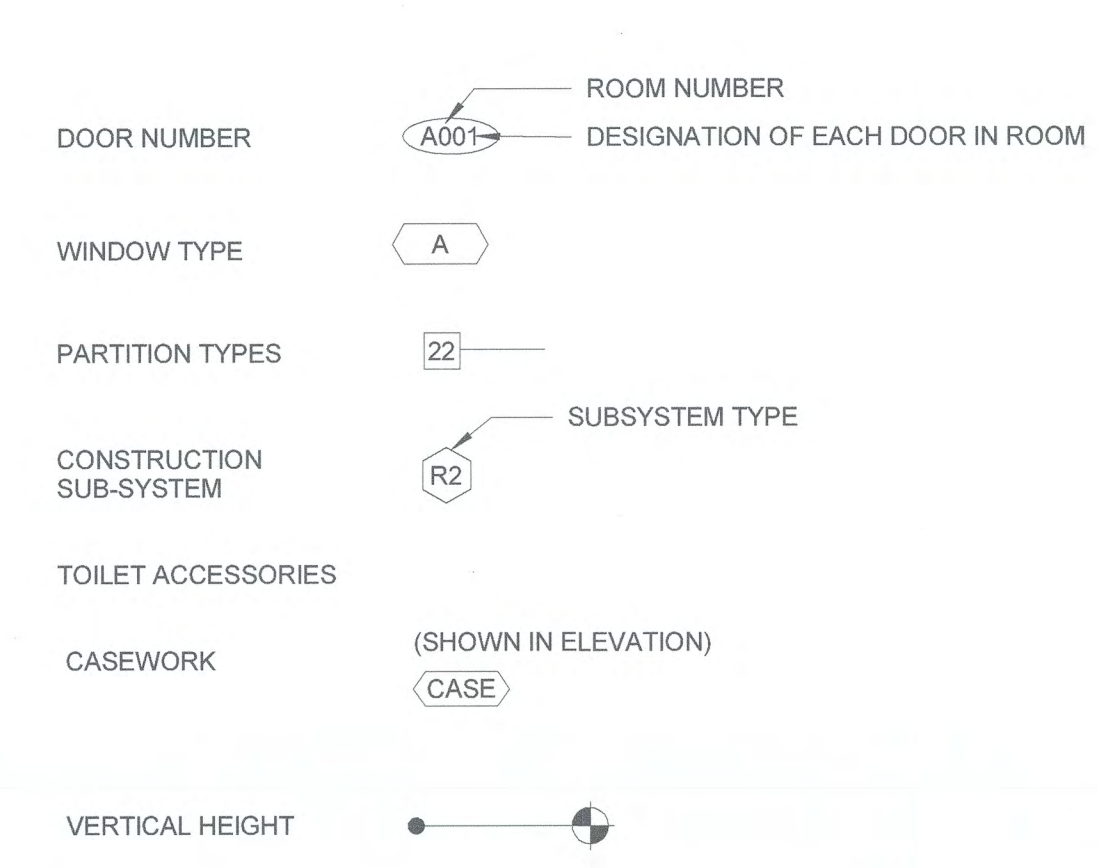 ROOM NUMBER
DOOR NUMBER A001 DESIGNATION OF EACH DOOR IN ROOM
WINDOW TYPE A
PARTITION TYPES 22
SUBSYSTEM TYPE
CONSTRUCTION
SUB-SYSTEM
R2
TOILET ACCESSORIES
(SHOWN IN ELEVATION)
CASEWORK
CASE
VERTICAL HEIGHT